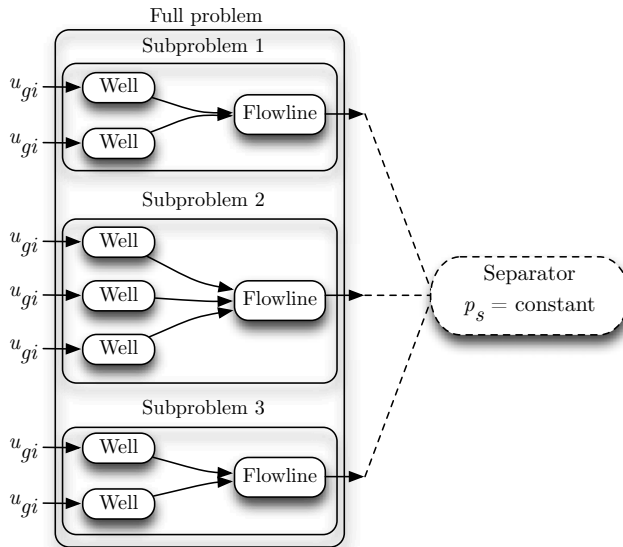 Full problem
Subproblem 1
u_gi
Well
u_gi
Well
Flowline
Subproblem 2
u_gi
Well
u_gi
Well
u_gi
Well
Flowline
Separator
p_s = constant
Subproblem 3
u_gi
Well
u_gi
Well
Flowline